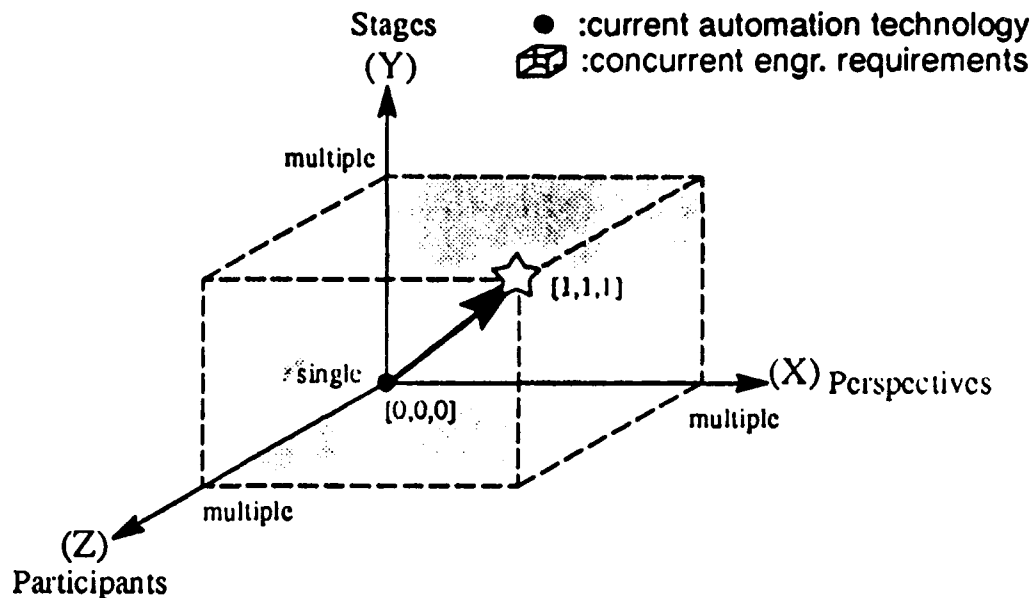 Stages
(Y)
● :current automation technology
:concurrent engr. requirements
multiple
[1,1,1]
single
[0,0,0]
(X) Perspectives
multiple
multiple
(Z)
Participants